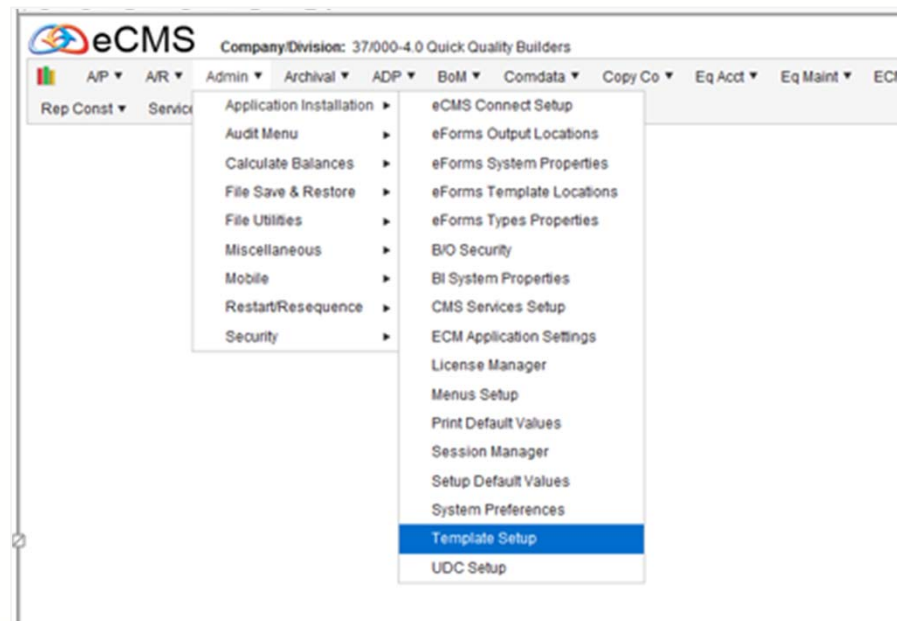 eCMS Company/Division: 37/000-4.0 Quick Quality Builders
A/P ▼ A/R ▼ Admin ▼ Archival ▼ ADP ▼ BoM ▼ Comdata ▼ Copy Co ▼ Eq Acct ▼ Eq Maint ▼
Rep Const ▼
Application Installation ►
Audit Menu ►
Calculate Balances ►
File Save & Restore ►
File Utilities ►
Miscellaneous ►
Mobile ►
Restart/Resequence ►
Security ►
eCMS Connect Setup
eForms Output Locations
eForms System Properties
eForms Template Locations
eForms Types Properties
B/O Security
BI System Properties
CMS Services Setup
ECM Application Settings
License Manager
Menus Setup
Print Default Values
Session Manager
Setup Default Values
System Preferences
Template Setup
UDC Setup